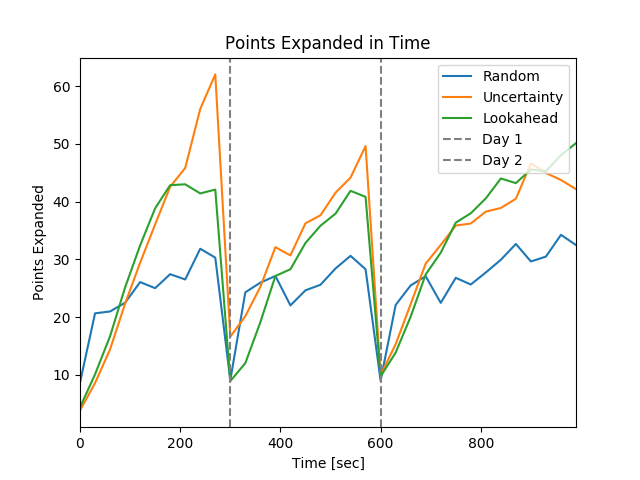 Points Expanded in Time
Points Expanded
60
50
40
30
20
10
0
200
400
600
800
Time [sec]
Random
Uncertainty
Lookahead
Day 1
Day 2